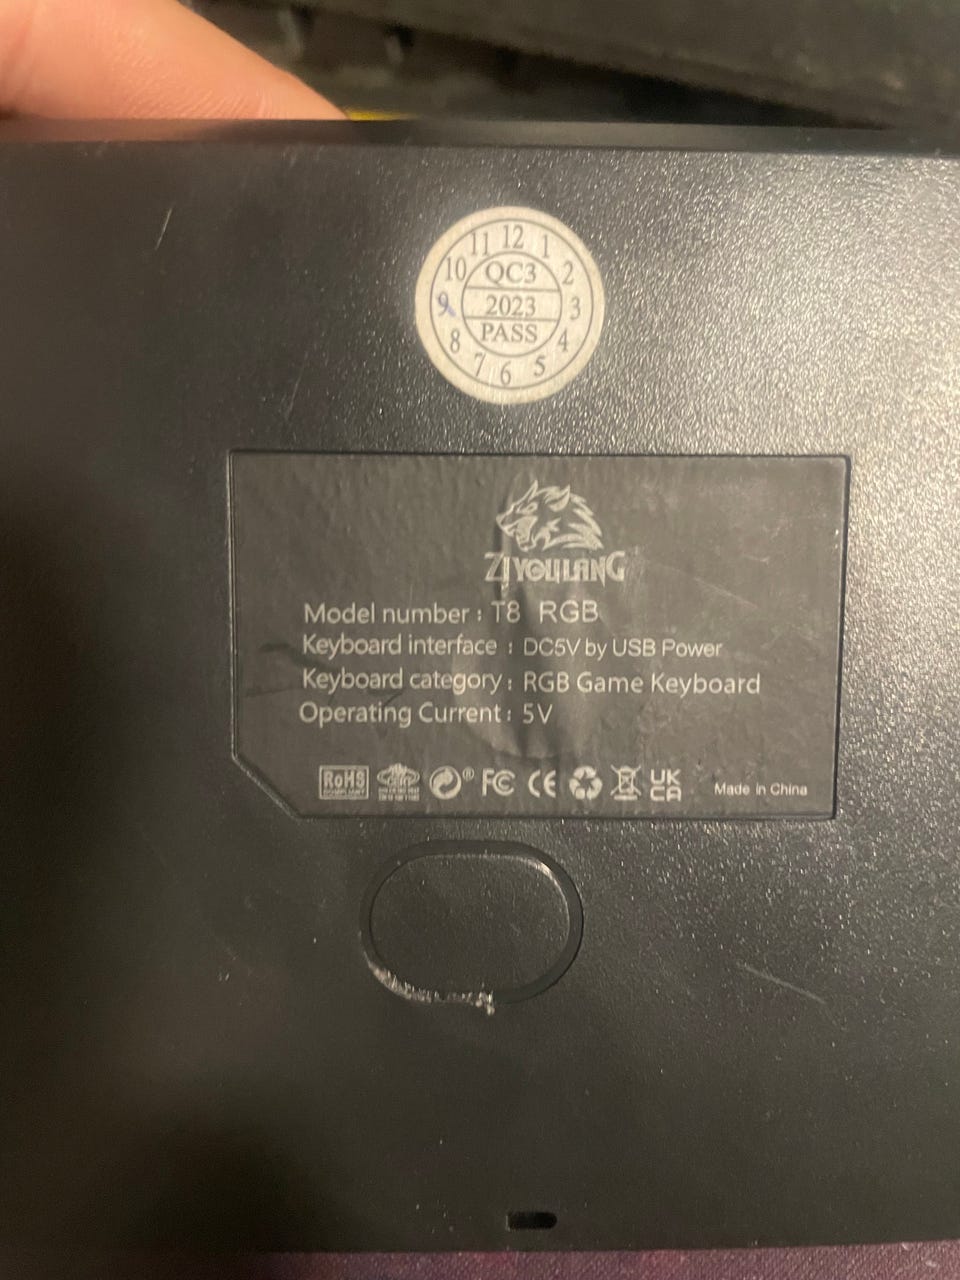 11 12 1
10 QC3 2
9 2023 3
8 PASS 4
7 6 5
ZIYOULANG
Model number : T8 RGB
Keyboard interface : DC5V by USB Power
Keyboard category : RGB Game Keyboard
Operating Current : 5V
RoHS
COMPLIANT
® FC CE UK
CA Made in China